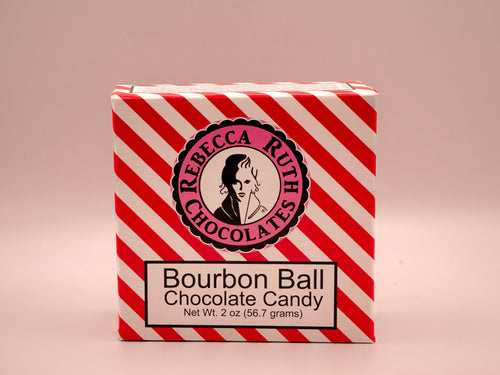 REBECCA RUTH
CHOCOLATES
Bourbon Ball
Chocolate Candy
Net Wt. 2 oz (56.7 grams)